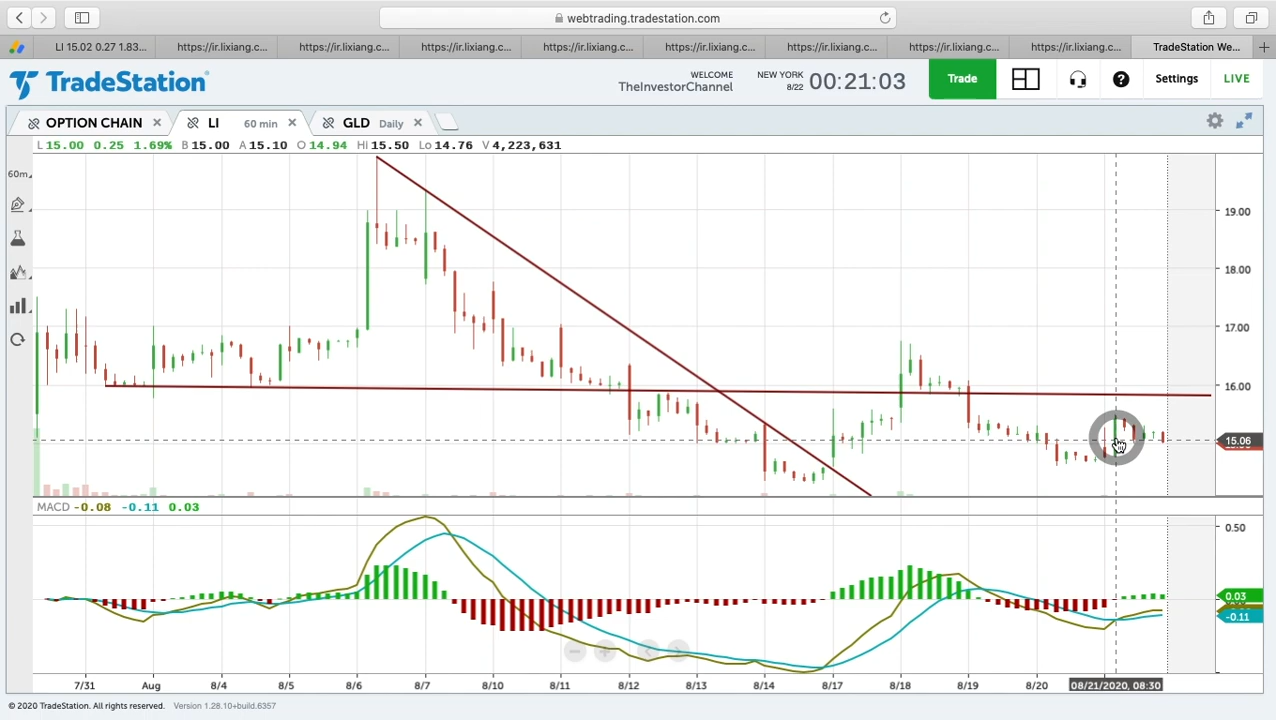 webtrading.tradestation.com
LI 15.02 0.27 1.83...
https://ir.lixiang.c...
https://ir.lixiang.c...
https://ir.lixiang.c...
https://ir.lixiang.c...
https://ir.lixiang.c...
https://ir.lixiang.c...
https://ir.lixiang.c...
https://ir.lixiang.c...
TradeStation We...
TradeStation
WELCOME
TheInvestorChannel
NEW YORK
8/22
00:21:03
Trade
Settings
LIVE
OPTION CHAIN
LI 60 min
GLD Daily
L 15.00 0.25 1.69% B 15.00 A 15.10 O 14.94 HI 15.50 Lo 14.76 V 4,223,631
60m
19.00
18.00
17.00
16.00
15.06
MACD -0.08 -0.11 0.03
0.50
0.03
-0.11
7/31 Aug 8/4 8/5 8/6 8/7 8/10 8/11 8/12 8/13 8/14 8/17 8/18 8/19 8/20 08/21/2020, 08:30
© 2020 TradeStation. All rights reserved. Version 1.28.10+build.6357